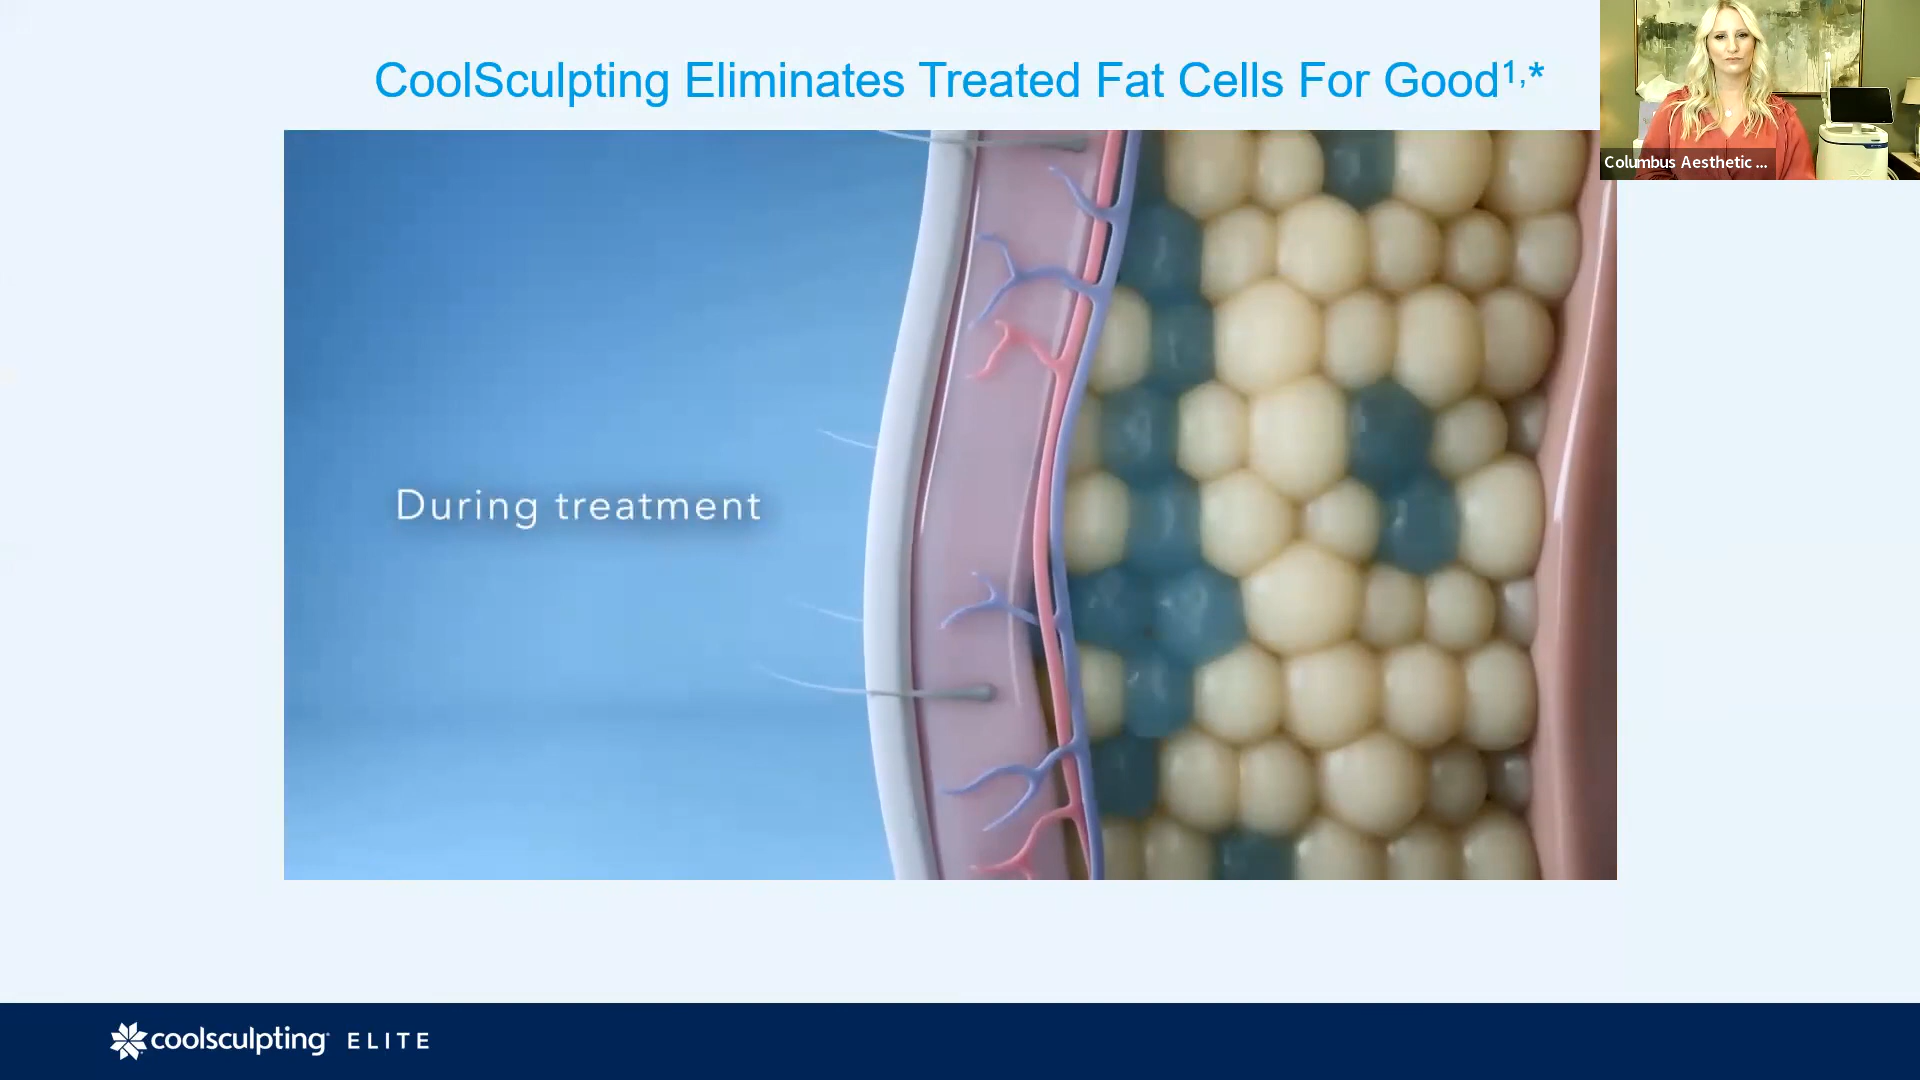 CoolSculpting Eliminates Treated Fat Cells For Good¹,*
Columbus Aesthetic ...
During treatment
coolsculpting® ELITE